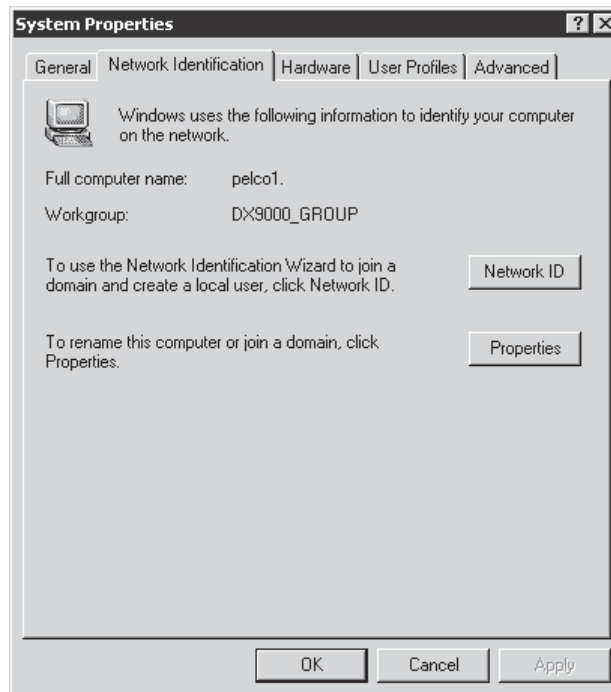 System Properties
General Network Identification Hardware User Profiles Advanced
Windows uses the following information to identify your computer
on the network.
Full computer name: pelco1.
Workgroup: DX9000_GROUP
To use the Network Identification Wizard to join a
domain and create a local user, click Network ID.
Network ID
To rename this computer or join a domain, click
Properties.
Properties
OK Cancel Apply